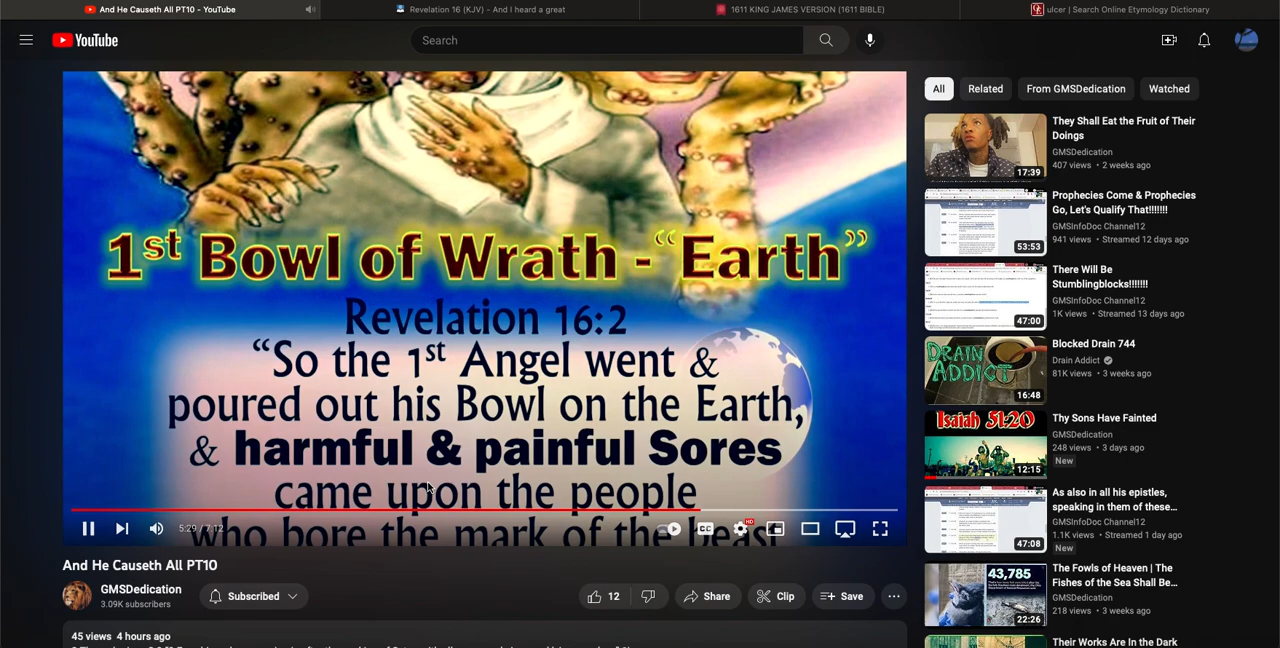 And He Causeth All PT10 - YouTube
Revelation 16 (KJV) - And I heard a great
1611 KING JAMES VERSION (1611 BIBLE)
ulcer | Search Online Etymology Dictionary
YouTube
Search
1st Bowl of Wrath - “Earth”
Revelation 16:2
“So the 1st Angel went &
poured out his Bowl on the Earth,
& harmful & painful Sores
came upon the people
who won the mark of the
5:29 / 7:12
CC
HD
And He Causeth All PT10
GMSDedication
3.09K subscribers
Subscribed
12
Share
Clip
Save
45 views 4 hours ago
All
Related
From GMSDedication
Watched
17:39
They Shall Eat the Fruit of Their
Doings
GMSDedication
407 views • 2 weeks ago
53:53
Prophecies Come & Prophecies
Go, Let's Qualify That!!!!!!!
GMSInfoDoc Channel12
941 views • Streamed 12 days ago
47:00
There Will Be
Stumblingblocks!!!!!!!
GMSInfoDoc Channel12
1K views • Streamed 13 days ago
DRAIN
ADDICT
16:48
Blocked Drain 744
Drain Addict
81K views • 3 weeks ago
Isaiah 51:20
12:15
Thy Sons Have Fainted
GMSDedication
248 views • 3 days ago
New
47:08
As also in all his epistles,
speaking in them of these...
GMSInfoDoc Channel12
1.1K views • Streamed 1 day ago
New
43,785
22:26
The Fowls of Heaven | The
Fishes of the Sea Shall Be...
GMSDedication
218 views • 3 weeks ago
Their Works Are In the Dark